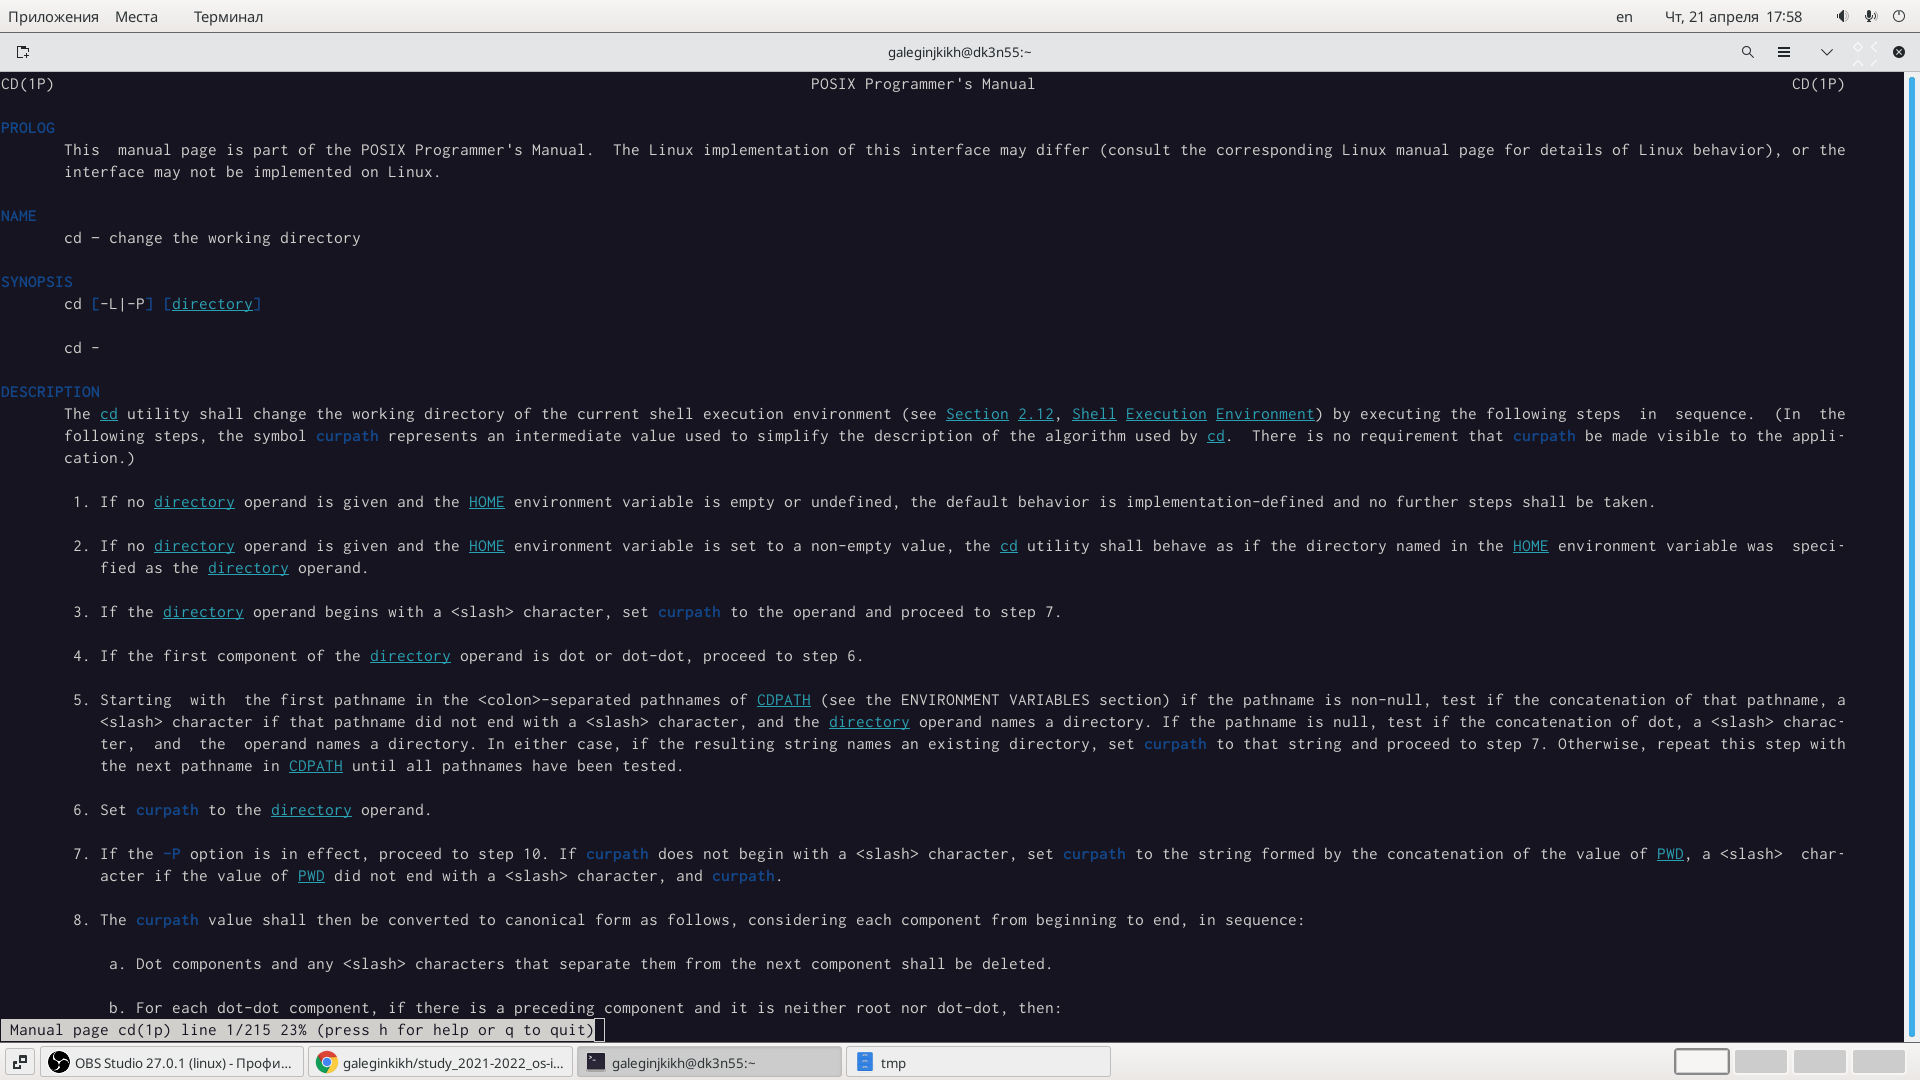 Приложения Места Терминал en Чт, 21 апреля 17:58
galeginjkikh@dk3n55:~
CD(1P) POSIX Programmer's Manual CD(1P)
PROLOG
This manual page is part of the POSIX Programmer's Manual. The Linux implementation of this interface may differ (consult the corresponding Linux manual page for details of Linux behavior), or the
interface may not be implemented on Linux.
NAME
cd – change the working directory
SYNOPSIS
cd [-L|-P] [directory]
cd -
DESCRIPTION
The cd utility shall change the working directory of the current shell execution environment (see Section 2.12, Shell Execution Environment) by executing the following steps in sequence. (In the
following steps, the symbol curpath represents an intermediate value used to simplify the description of the algorithm used by cd. There is no requirement that curpath be made visible to the appli-
cation.)
1. If no directory operand is given and the HOME environment variable is empty or undefined, the default behavior is implementation-defined and no further steps shall be taken.
2. If no directory operand is given and the HOME environment variable is set to a non-empty value, the cd utility shall behave as if the directory named in the HOME environment variable was speci-
fied as the directory operand.
3. If the directory operand begins with a <slash> character, set curpath to the operand and proceed to step 7.
4. If the first component of the directory operand is dot or dot-dot, proceed to step 6.
5. Starting with the first pathname in the <colon>-separated pathnames of CDPATH (see the ENVIRONMENT VARIABLES section) if the pathname is non-null, test if the concatenation of that pathname, a
<slash> character if that pathname did not end with a <slash> character, and the directory operand names a directory. If the pathname is null, test if the concatenation of dot, a <slash> charac-
ter, and the operand names a directory. In either case, if the resulting string names an existing directory, set curpath to that string and proceed to step 7. Otherwise, repeat this step with
the next pathname in CDPATH until all pathnames have been tested.
6. Set curpath to the directory operand.
7. If the -P option is in effect, proceed to step 10. If curpath does not begin with a <slash> character, set curpath to the string formed by the concatenation of the value of PWD, a <slash> char-
acter if the value of PWD did not end with a <slash> character, and curpath.
8. The curpath value shall then be converted to canonical form as follows, considering each component from beginning to end, in sequence:
a. Dot components and any <slash> characters that separate them from the next component shall be deleted.
b. For each dot-dot component, if there is a preceding component and it is neither root nor dot-dot, then:
Manual page cd(1p) line 1/215 23% (press h for help or q to quit)
OBS Studio 27.0.1 (linux) - Профи... galeginkikh/study_2021-2022_os-i... galeginjkikh@dk3n55:~ tmp